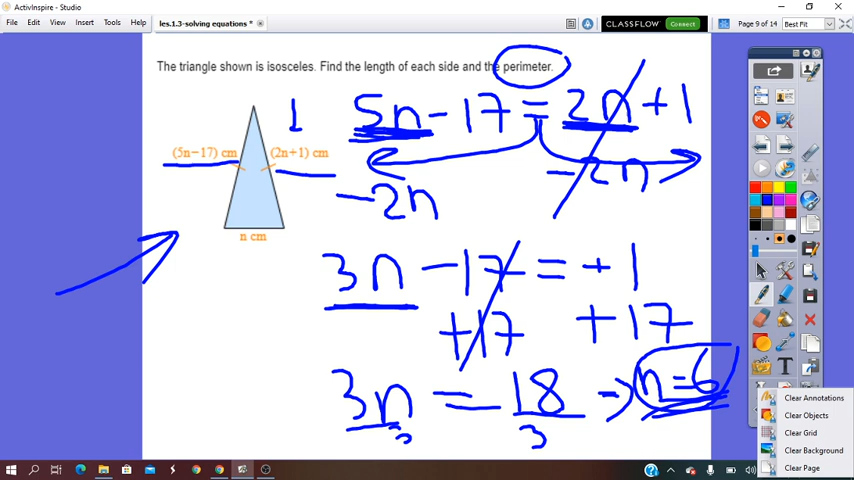 ActivInspire - Studio
File Edit View Insert Tools Help
les.1.3-solving equations *
CLASSFLOW Connect
Page 9 of 14
Best Fit
The triangle shown is isosceles. Find the length of each side and the perimeter.
1 5n - 17 = 2n + 1
(5n−17) cm (2n+1) cm
-2n -2n
n cm
3n - 17 = +1
+17 +17
3n = 18 → n = 6
3 3
Clear Annotations
Clear Objects
Clear Grid
Clear Background
Clear Page